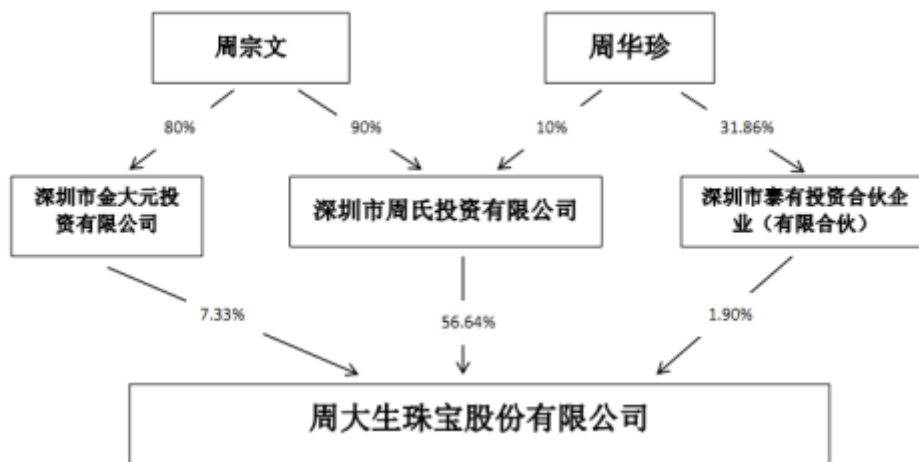 周宗文
周华珍
80%
90%
10%
31.86%
深圳市金大元投
资有限公司
深圳市周氏投资有限公司
深圳市泰有投资合伙企
业（有限合伙）
7.33%
56.64%
1.90%
周大生珠宝股份有限公司